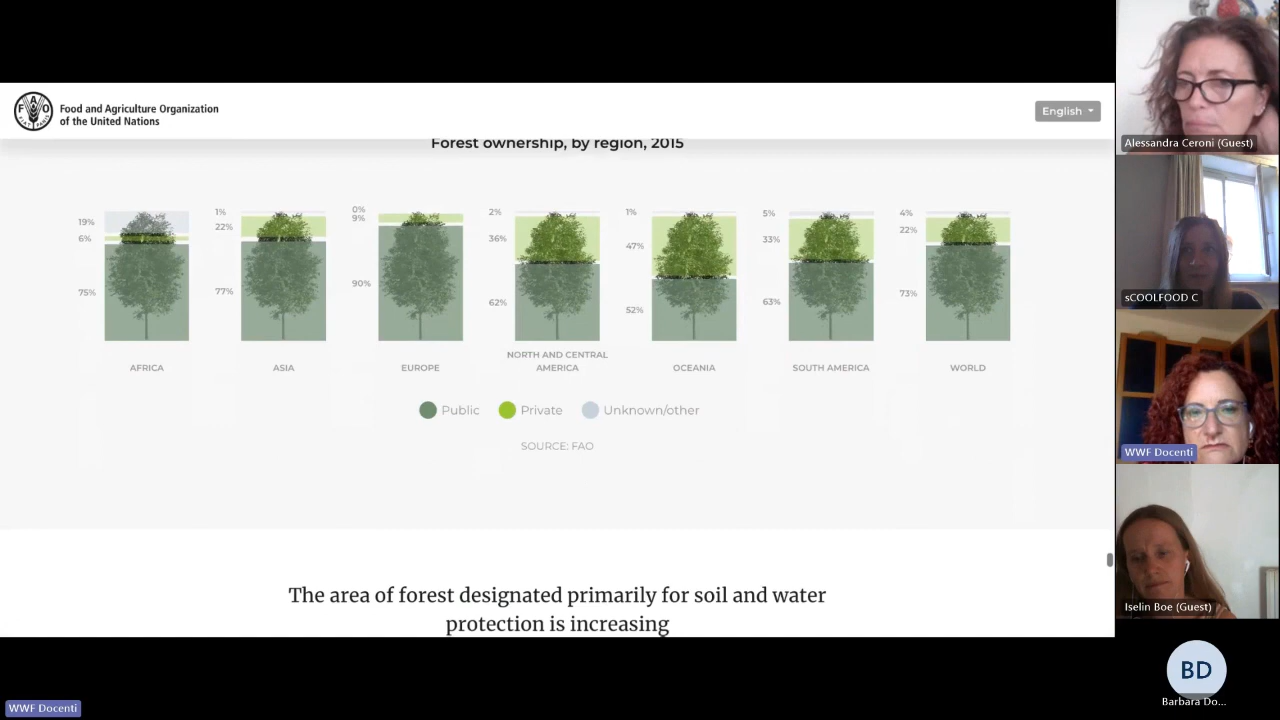 Food and Agriculture Organization
of the United Nations
English
Forest ownership, by region, 2015
19%
6%
75%
AFRICA
1%
22%
77%
ASIA
0%
9%
90%
EUROPE
2%
36%
62%
NORTH AND CENTRAL
AMERICA
1%
47%
52%
OCEANIA
5%
33%
63%
SOUTH AMERICA
4%
22%
73%
WORLD
Public
Private
Unknown/other
SOURCE: FAO
The area of forest designated primarily for soil and water
protection is increasing
Alessandra Ceroni (Guest)
sCOOLFOOD C
WWF Docenti
Iselin Boe (Guest)
BD
Barbara Do...
WWF Docenti